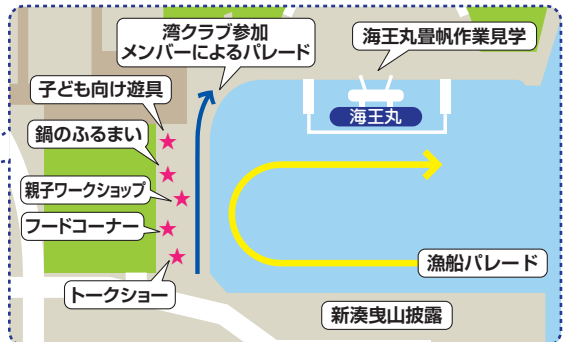 湾クラブ参加
メンバーによるパレード
海王丸畳帆作業見学
子ども向け遊具
海王丸
鍋のふるまい
親子ワークショップ
フードコーナー
漁船パレード
トークショー
新湊曳山披露